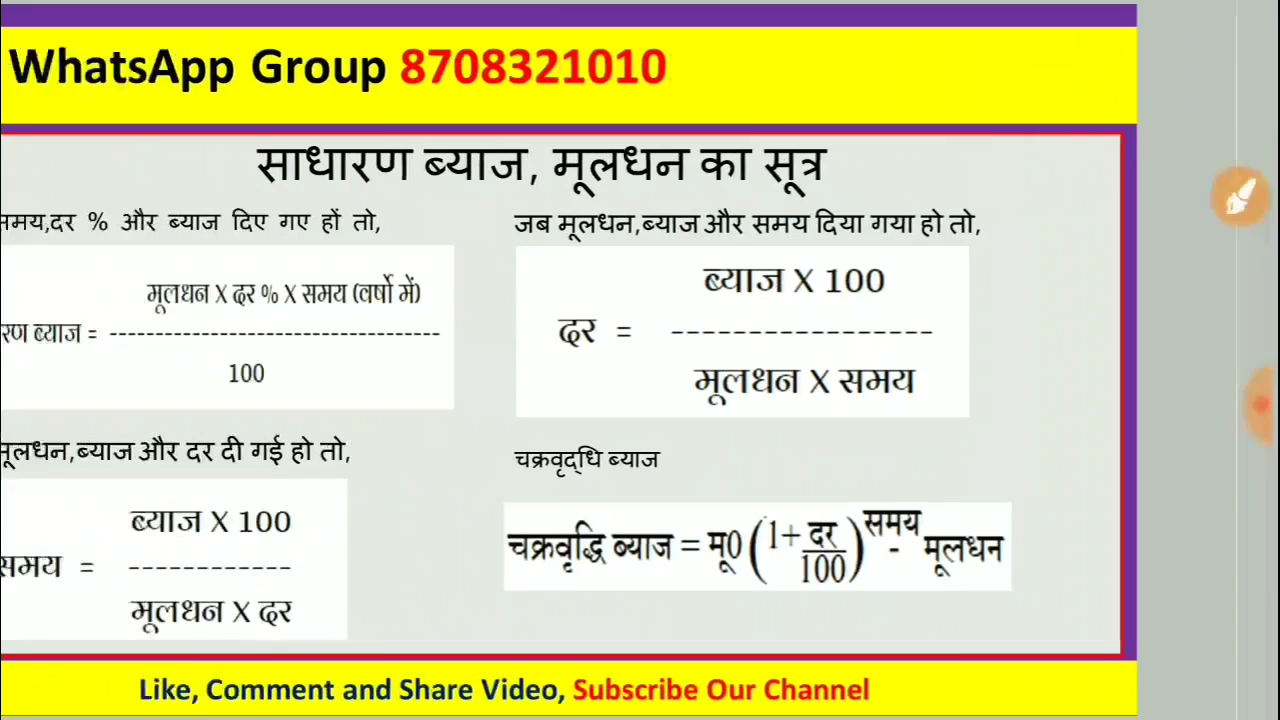 WhatsApp Group 8708321010
साधारण ब्याज, मूलधन का सूत्र
समय,दर % और ब्याज दिए गए हों तो,
मूलधन X दर % X समय (वर्षो में)
रण ब्याज = ------------------------------------
100
जब मूलधन,ब्याज और समय दिया गया हो तो,
ब्याज X 100
दर = -----------------
मूलधन X समय
मूलधन,ब्याज और दर दी गई हो तो,
ब्याज X 100
समय = ------------
मूलधन X दर
चक्रवृद्धि ब्याज
चक्रवृद्धि ब्याज = मू0 (1+दर/100)^समय - मूलधन
Like, Comment and Share Video, Subscribe Our Channel